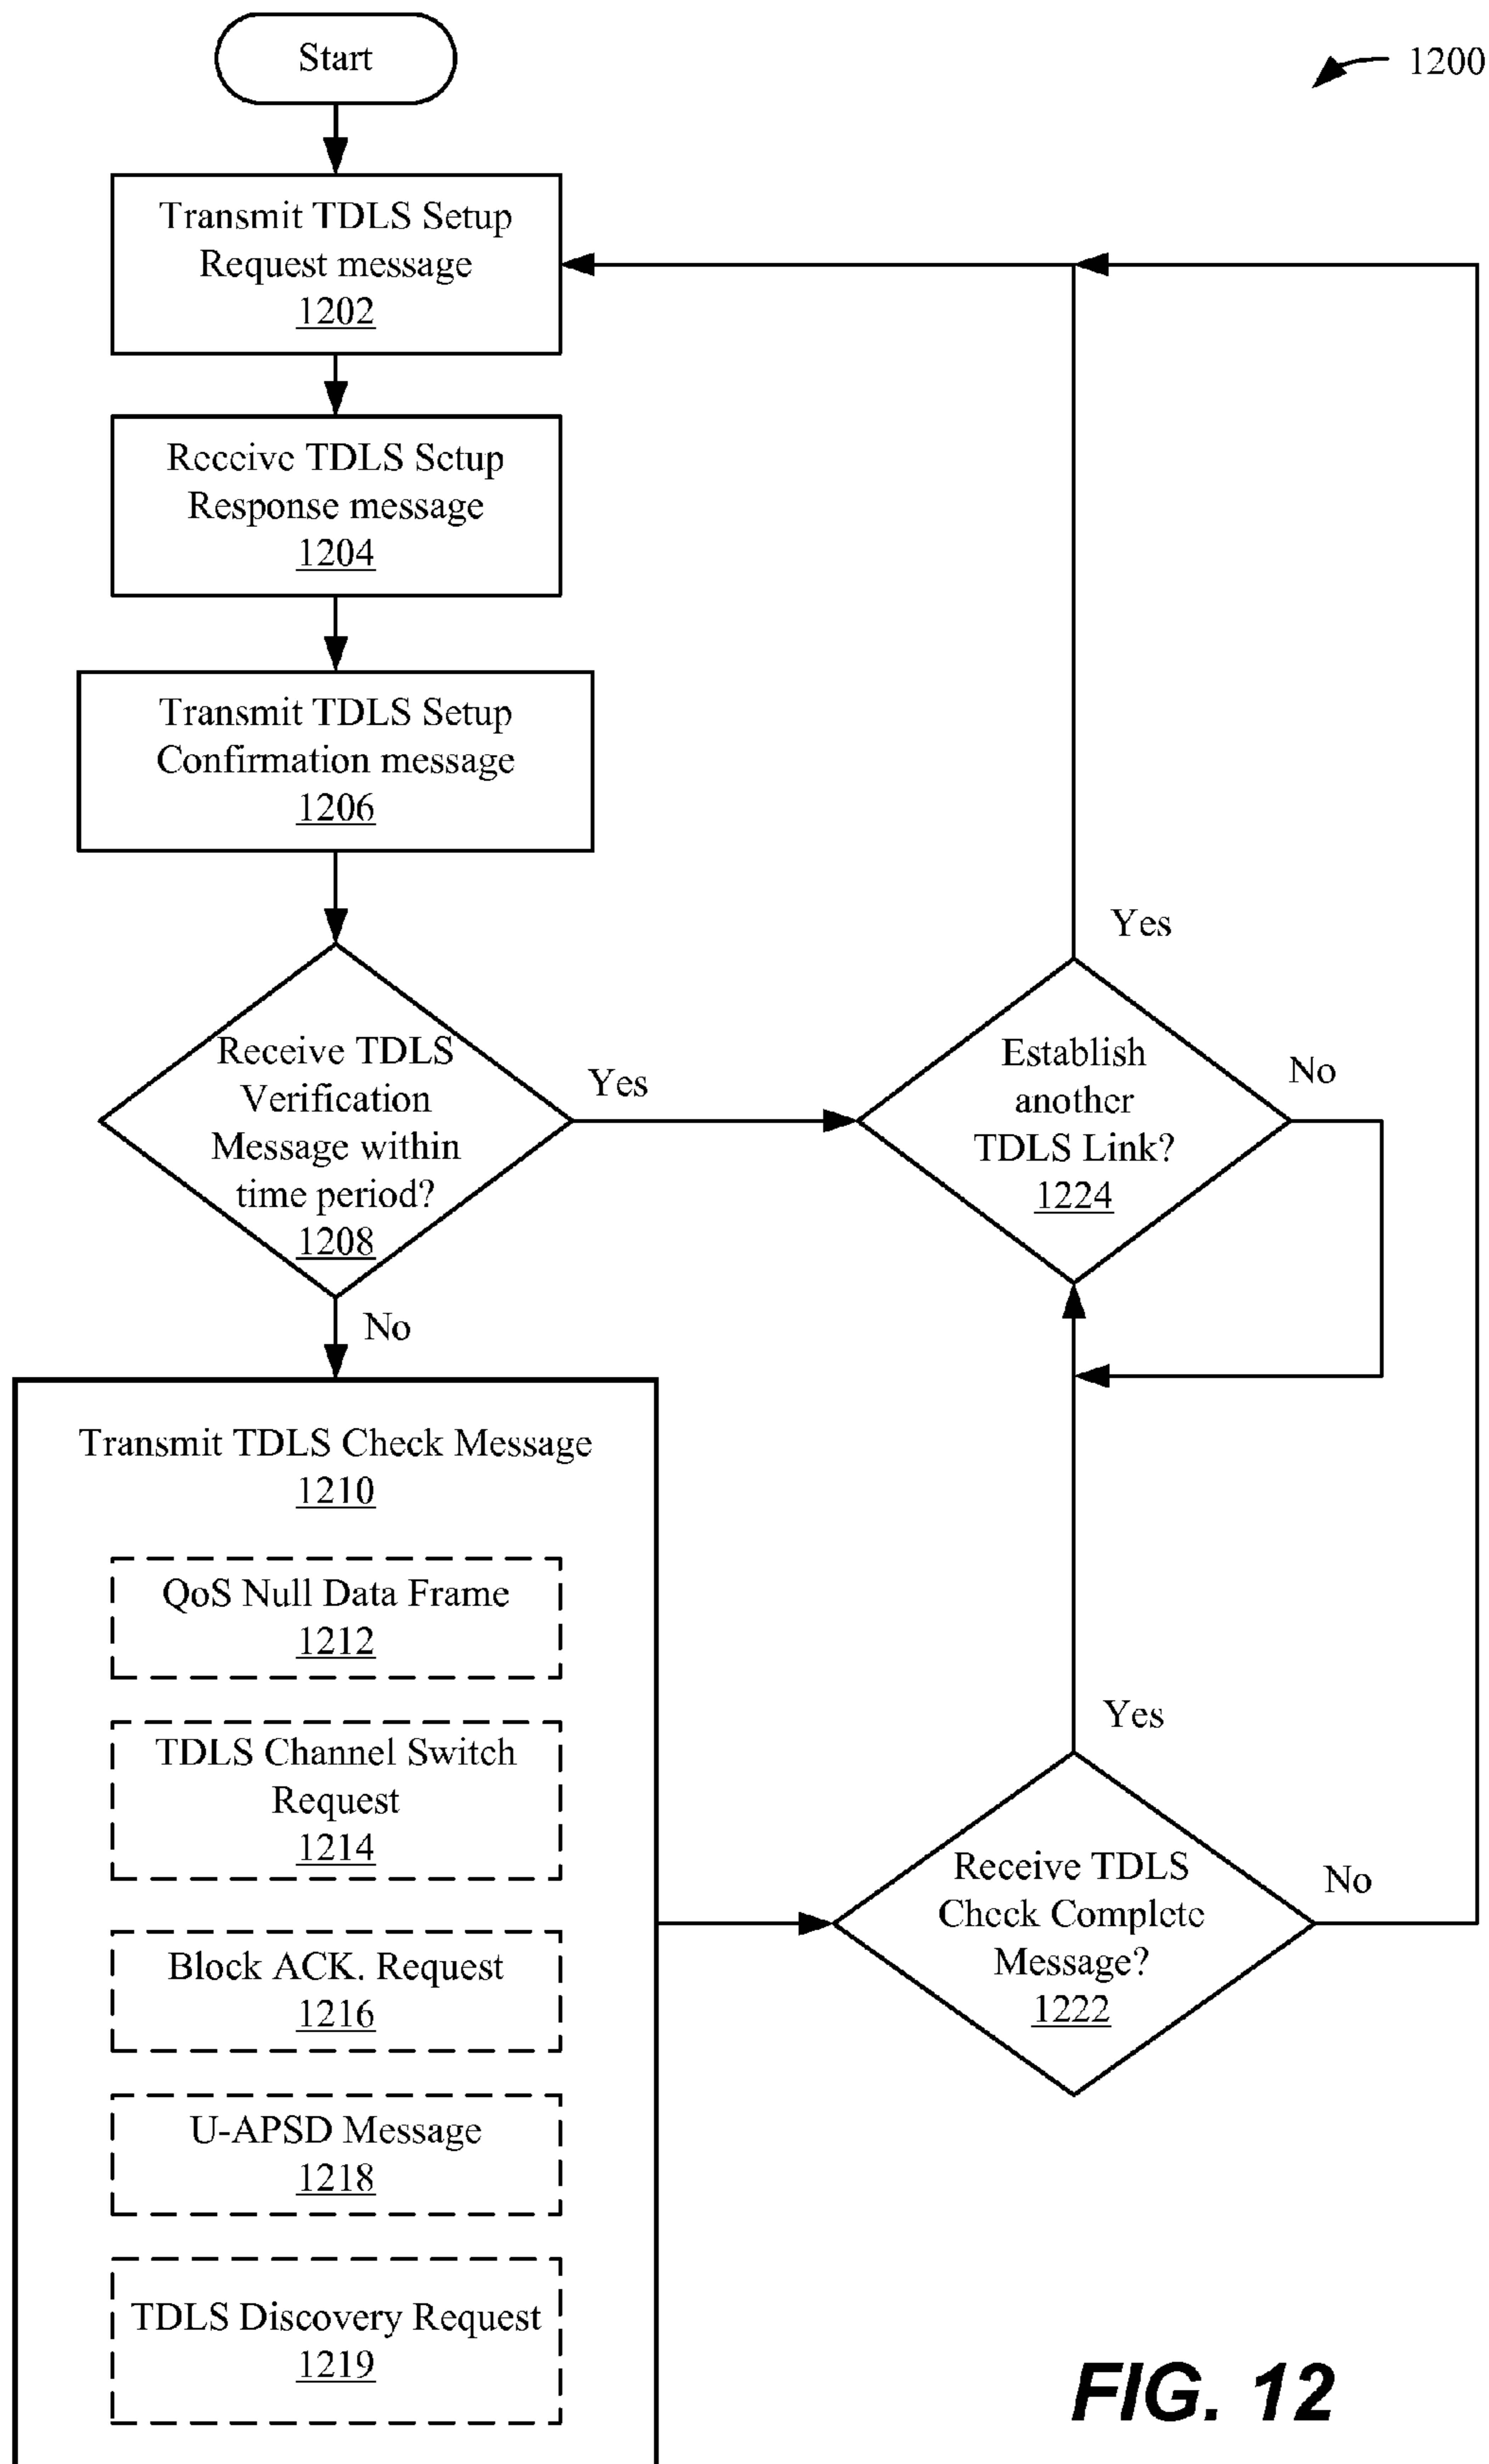 Start
1200
Transmit TDLS Setup
Request message
1202
Receive TDLS Setup
Response message
1204
Transmit TDLS Setup
Confirmation message
1206
Receive TDLS
Verification
Message within
time period?
1208
Yes
No
Establish
another
TDLS Link?
1224
Yes
No
Transmit TDLS Check Message
1210
QoS Null Data Frame
1212
TDLS Channel Switch
Request
1214
Block ACK. Request
1216
U-APSD Message
1218
TDLS Discovery Request
1219
Receive TDLS
Check Complete
Message?
1222
Yes
No
FIG. 12